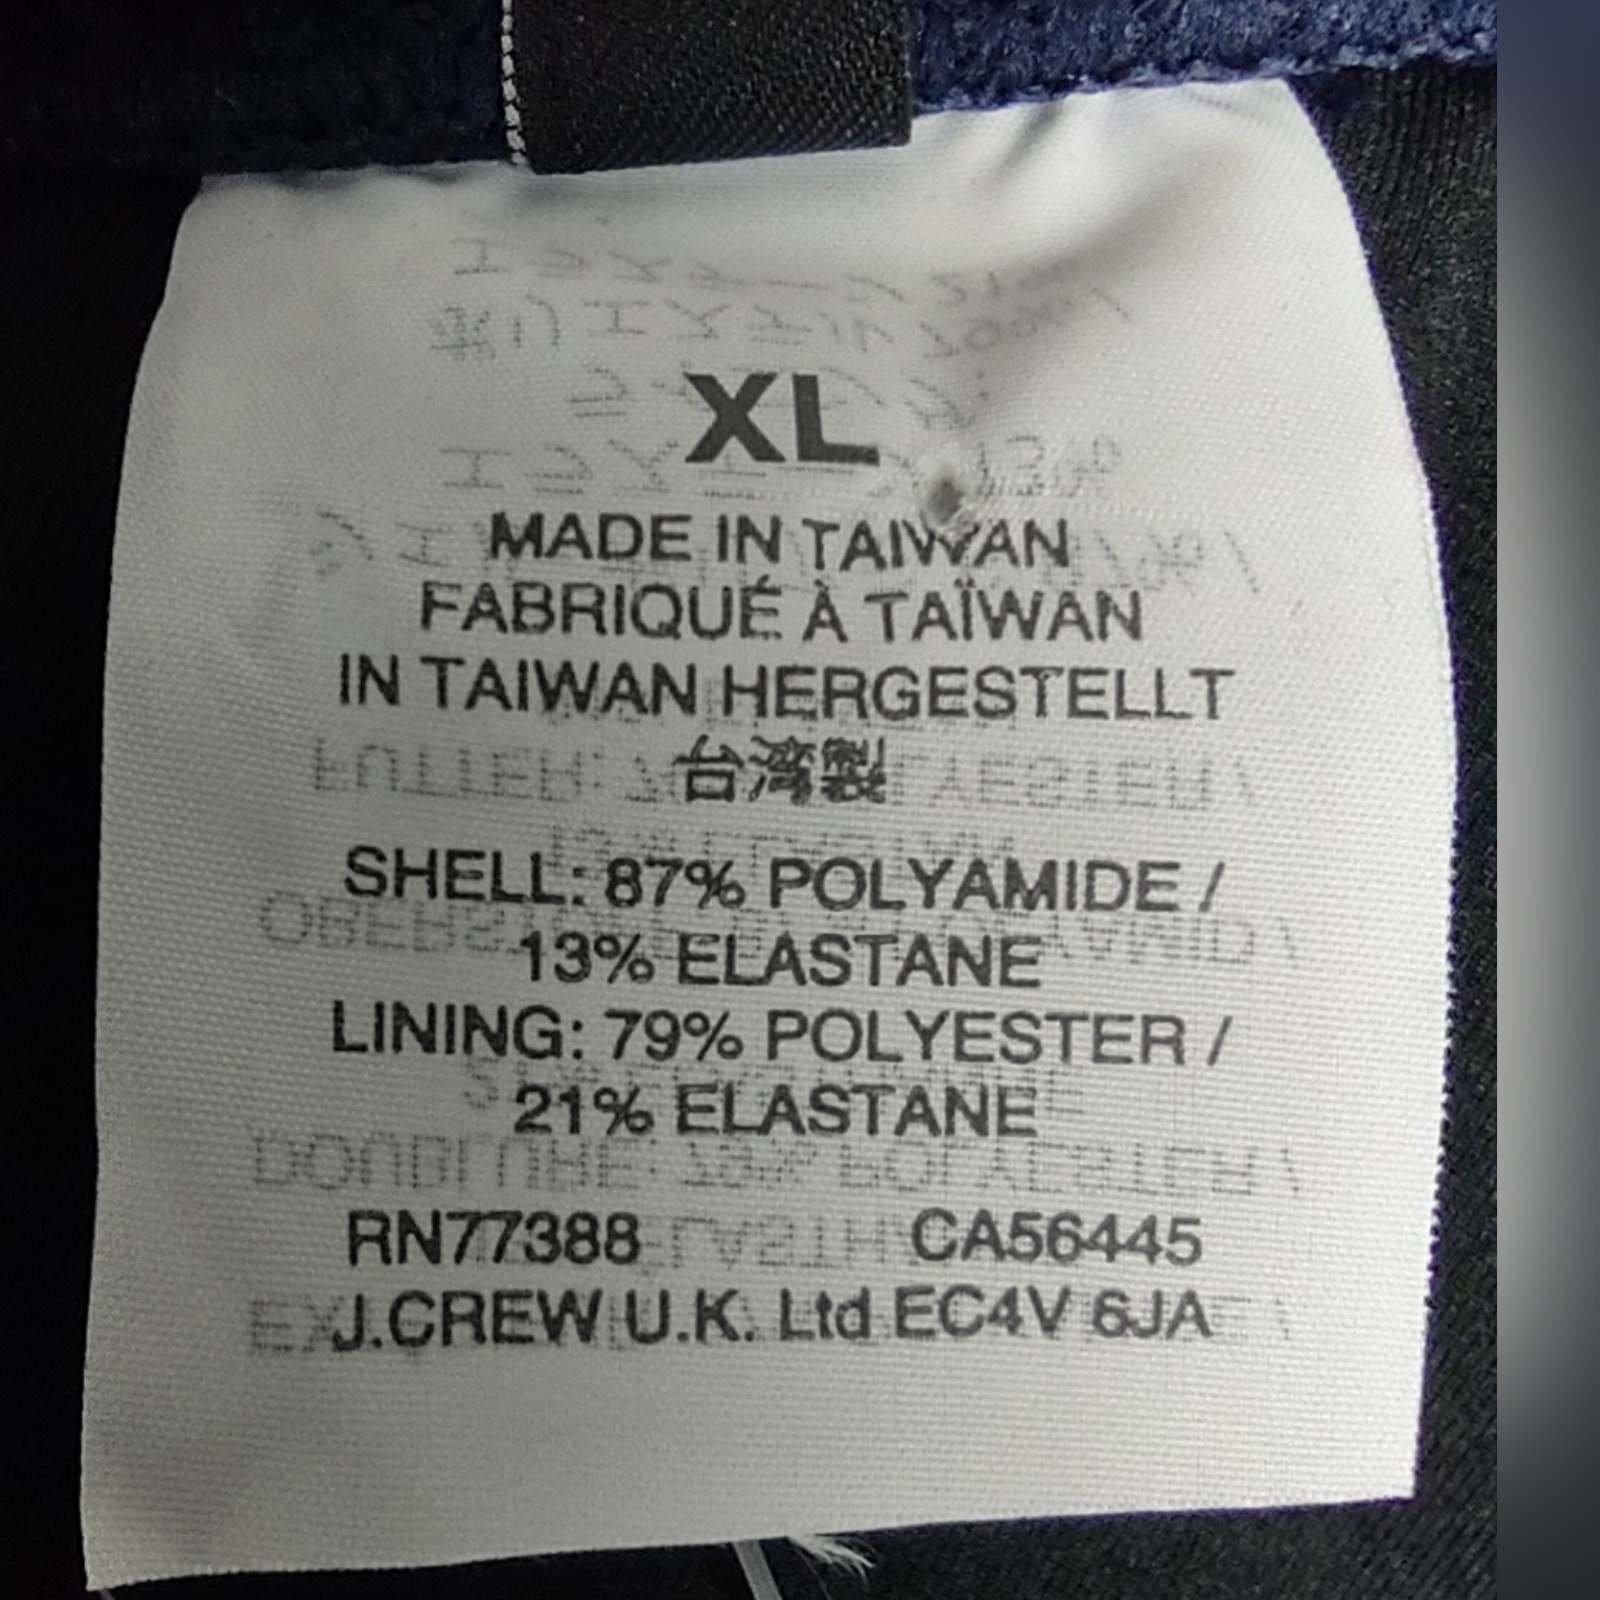 XL
MADE IN TAIWAN
FABRIQUÉ À TAÏWAN
IN TAIWAN HERGESTELLT
台湾製
SHELL: 87% POLYAMIDE /
13% ELASTANE
LINING: 79% POLYESTER /
21% ELASTANE
RN77388 CA56445
J.CREW U.K. Ltd EC4V 6JA